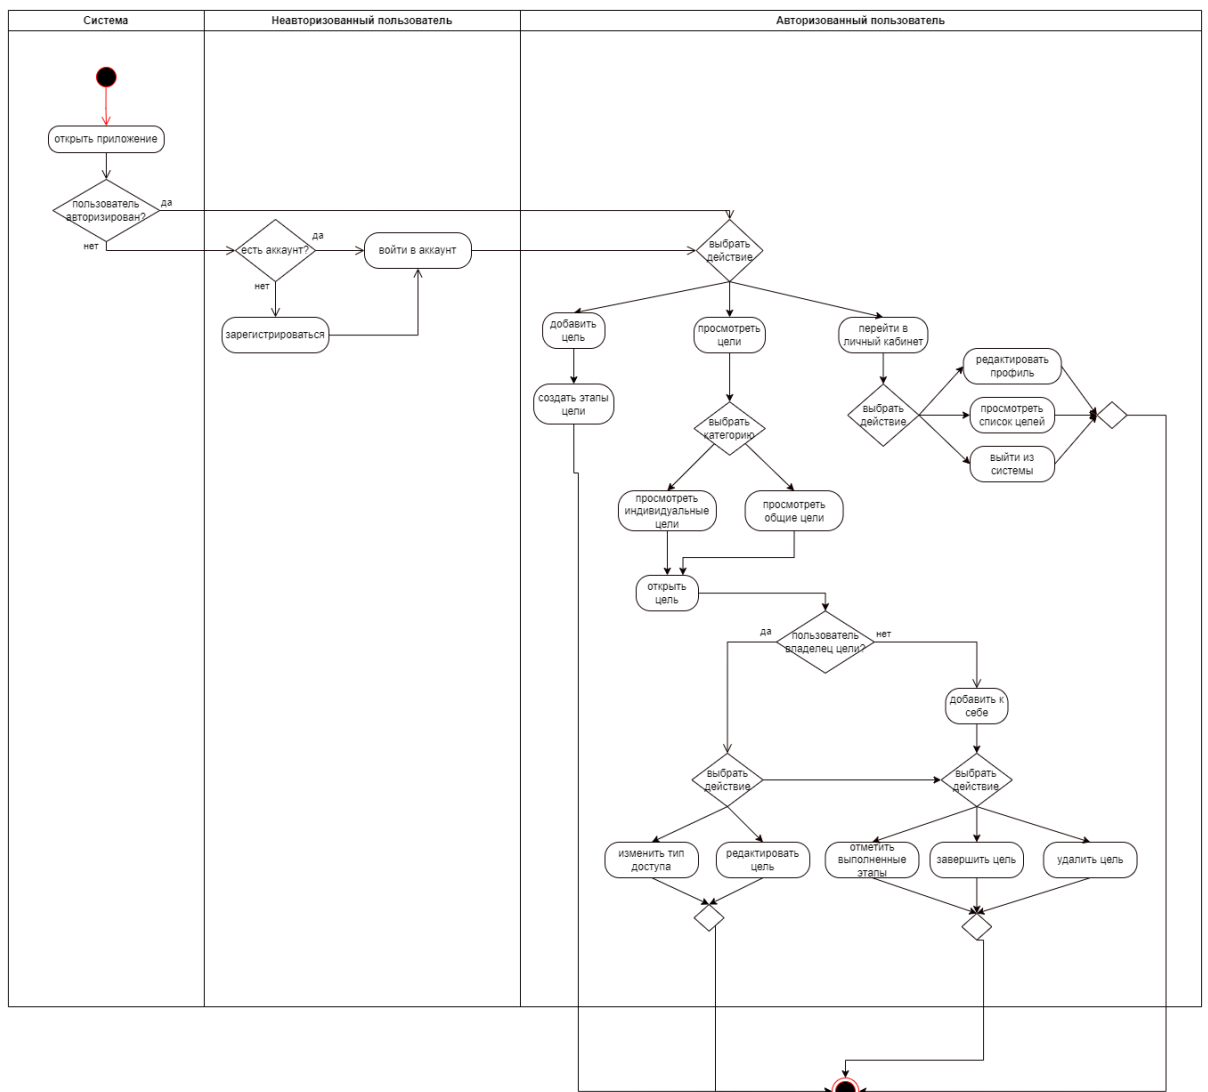 Система
Неавторизованный пользователь
Авторизованный пользователь
открыть приложение
пользователь
авторизирован?
да
нет
есть аккаунт?
да
нет
войти в аккаунт
зарегистрироваться
выбрать
действие
добавить
цель
просмотреть
цели
перейти в
личный кабинет
создать этапы
цели
выбрать
категорию
выбрать
действие
редактировать
профиль
просмотреть
список целей
выйти из
системы
просмотреть
индивидуальные
цели
просмотреть
общие цели
открыть
цель
пользователь
владелец цели?
да
нет
добавить к
себе
выбрать
действие
выбрать
действие
изменить тип
доступа
редактировать
цель
отметить
выполненные
этапы
завершить цель
удалить цель